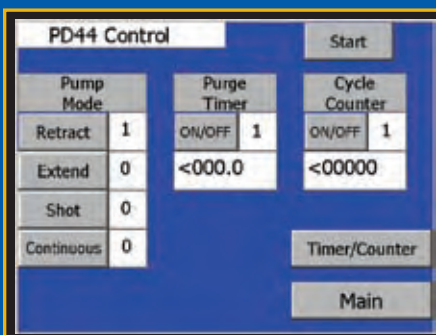 PD44 Control
Start
Pump
Mode
Retract 1
Extend 0
Shot 0
Continuous 0
Purge
Timer
ON/OFF 1
<000.0
Cycle
Counter
ON/OFF 1
<00000
Timer/Counter
Main